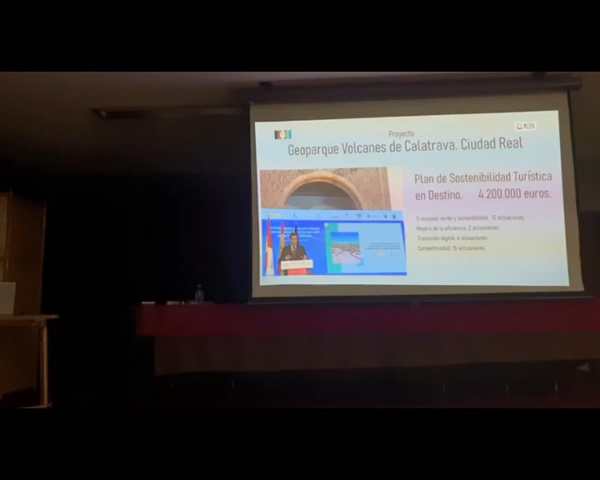 Proyecto
Geoparque Volcanes de Calatrava. Ciudad Real
Plan de Sostenibilidad Turística
en Destino. 4.200.000 euros.
Transición verde y sostenibilidad, 12 actuaciones.
Mejora de la eficiencia, 3 actuaciones.
Transición digital, 6 actuaciones.
Competitividad, 15 actuaciones.